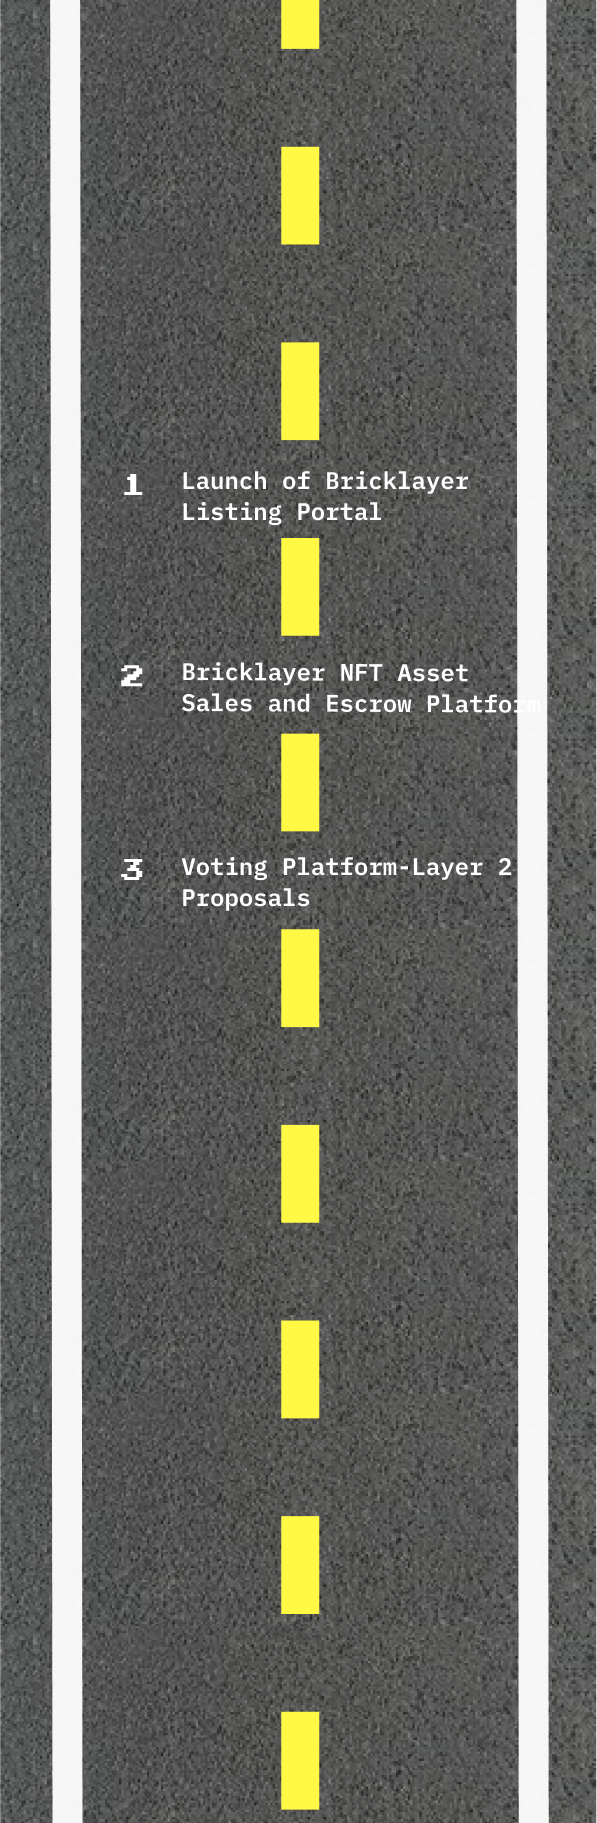 1 Launch of Bricklayer
Listing Portal
2 Bricklayer NFT Asset
Sales and Escrow Platform
3 Voting Platform-Layer 2
Proposals